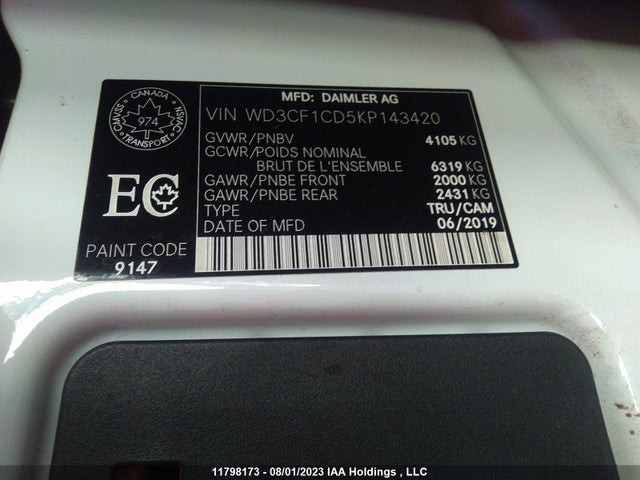 MFD: DAIMLER AG
VIN WD3CF1CD5KP143420
GVWR/PNBV 4105 KG
GCWR/POIDS NOMINAL
BRUT DE L'ENSEMBLE 6319 KG
GAWR/PNBE FRONT 2000 KG
GAWR/PNBE REAR 2431 KG
TYPE TRU/CAM
DATE OF MFD 06/2019
CANADA
CMVSS
NSVAC
974
TRANSPORT
EC
PAINT CODE
9147
11798173 - 08/01/2023 IAA Holdings , LLC